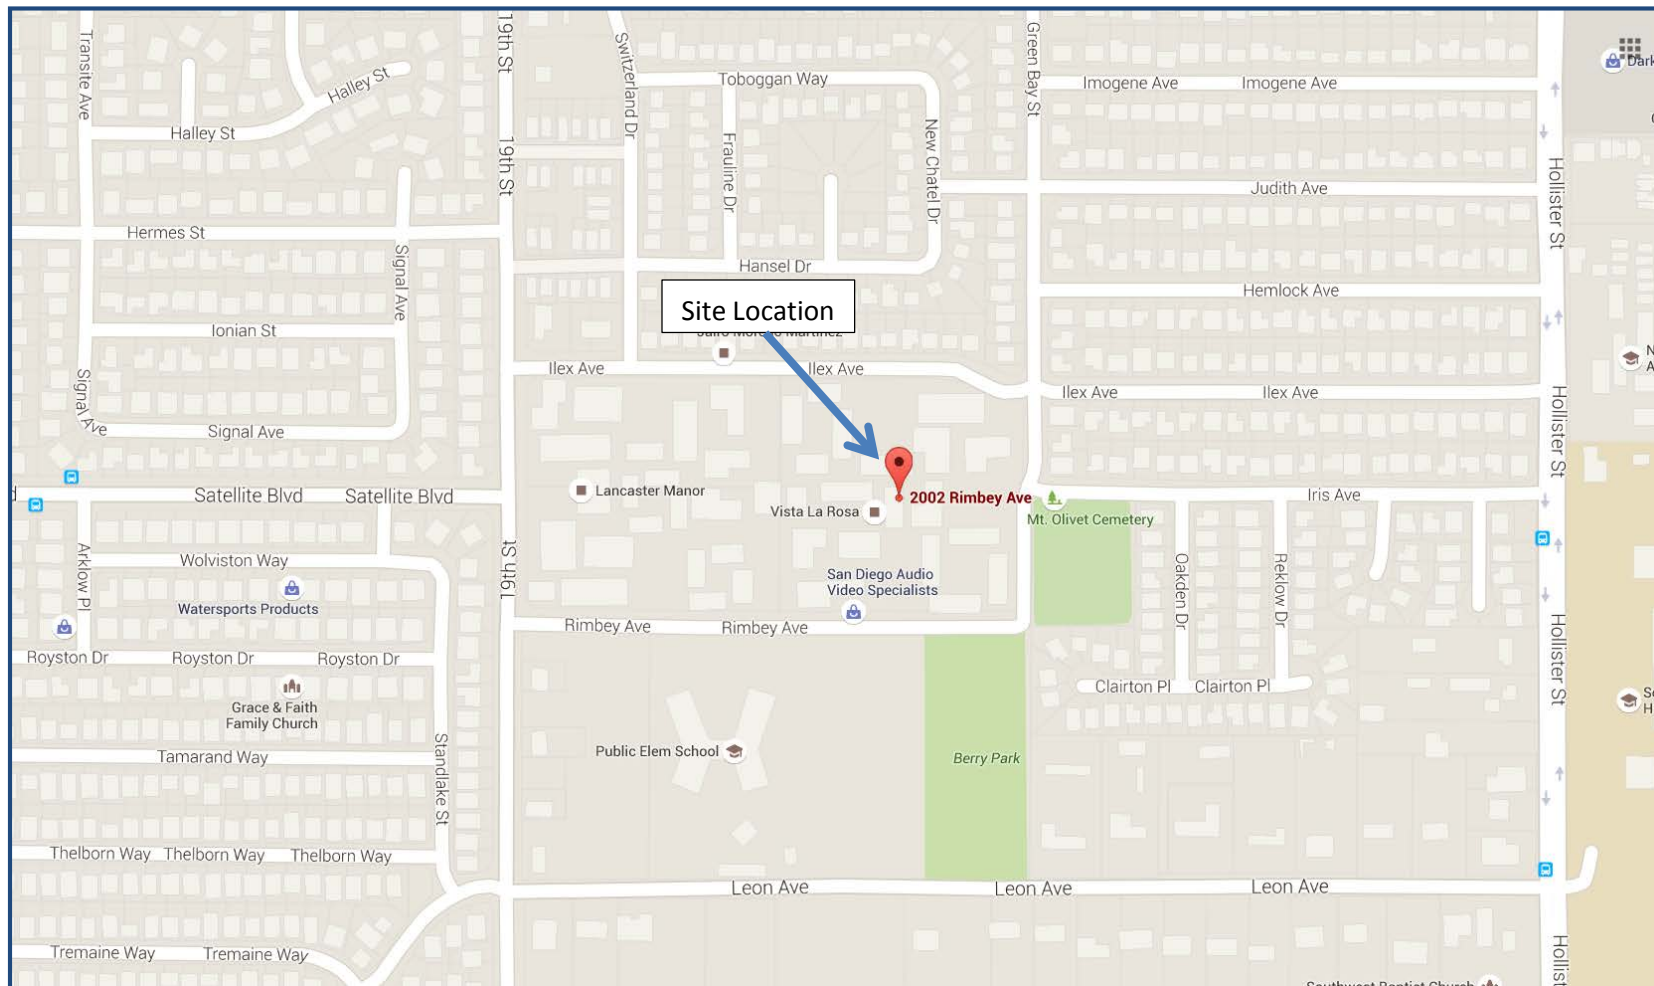 Transite Ave
19th St
Switzerland Dr
Green Bay St
Toboggan Way
Imogene Ave
Imogene Ave
Halley St
Halley St
19th St
Frauline Dr
New Chatel Dr
Hollister St
Judith Ave
Hermes St
Signal Ave
Hansel Dr
Hemlock Ave
Site Location
Ionian St
Ilex Ave
Ilex Ave
Ilex Ave
Ilex Ave
Signal Ave
Signal Ave
Hollister St
Satellite Blvd
Satellite Blvd
Lancaster Manor
Vista La Rosa
2002 Rimbey Ave
Iris Ave
Mt. Olivet Cemetery
Arklow Pl
Wolviston Way
19th St
San Diego Audio
Video Specialists
Oakden Dr
Reklow Dr
Watersports Products
Rimbey Ave
Rimbey Ave
Hollister St
Royston Dr
Royston Dr
Royston Dr
Clairton Pl
Clairton Pl
Grace & Faith
Family Church
Standlake St
Public Elem School
Berry Park
Tamarand Way
Thelborn Way
Thelborn Way
Thelborn Way
Leon Ave
Leon Ave
Leon Ave
Tremaine Way
Tremaine Way